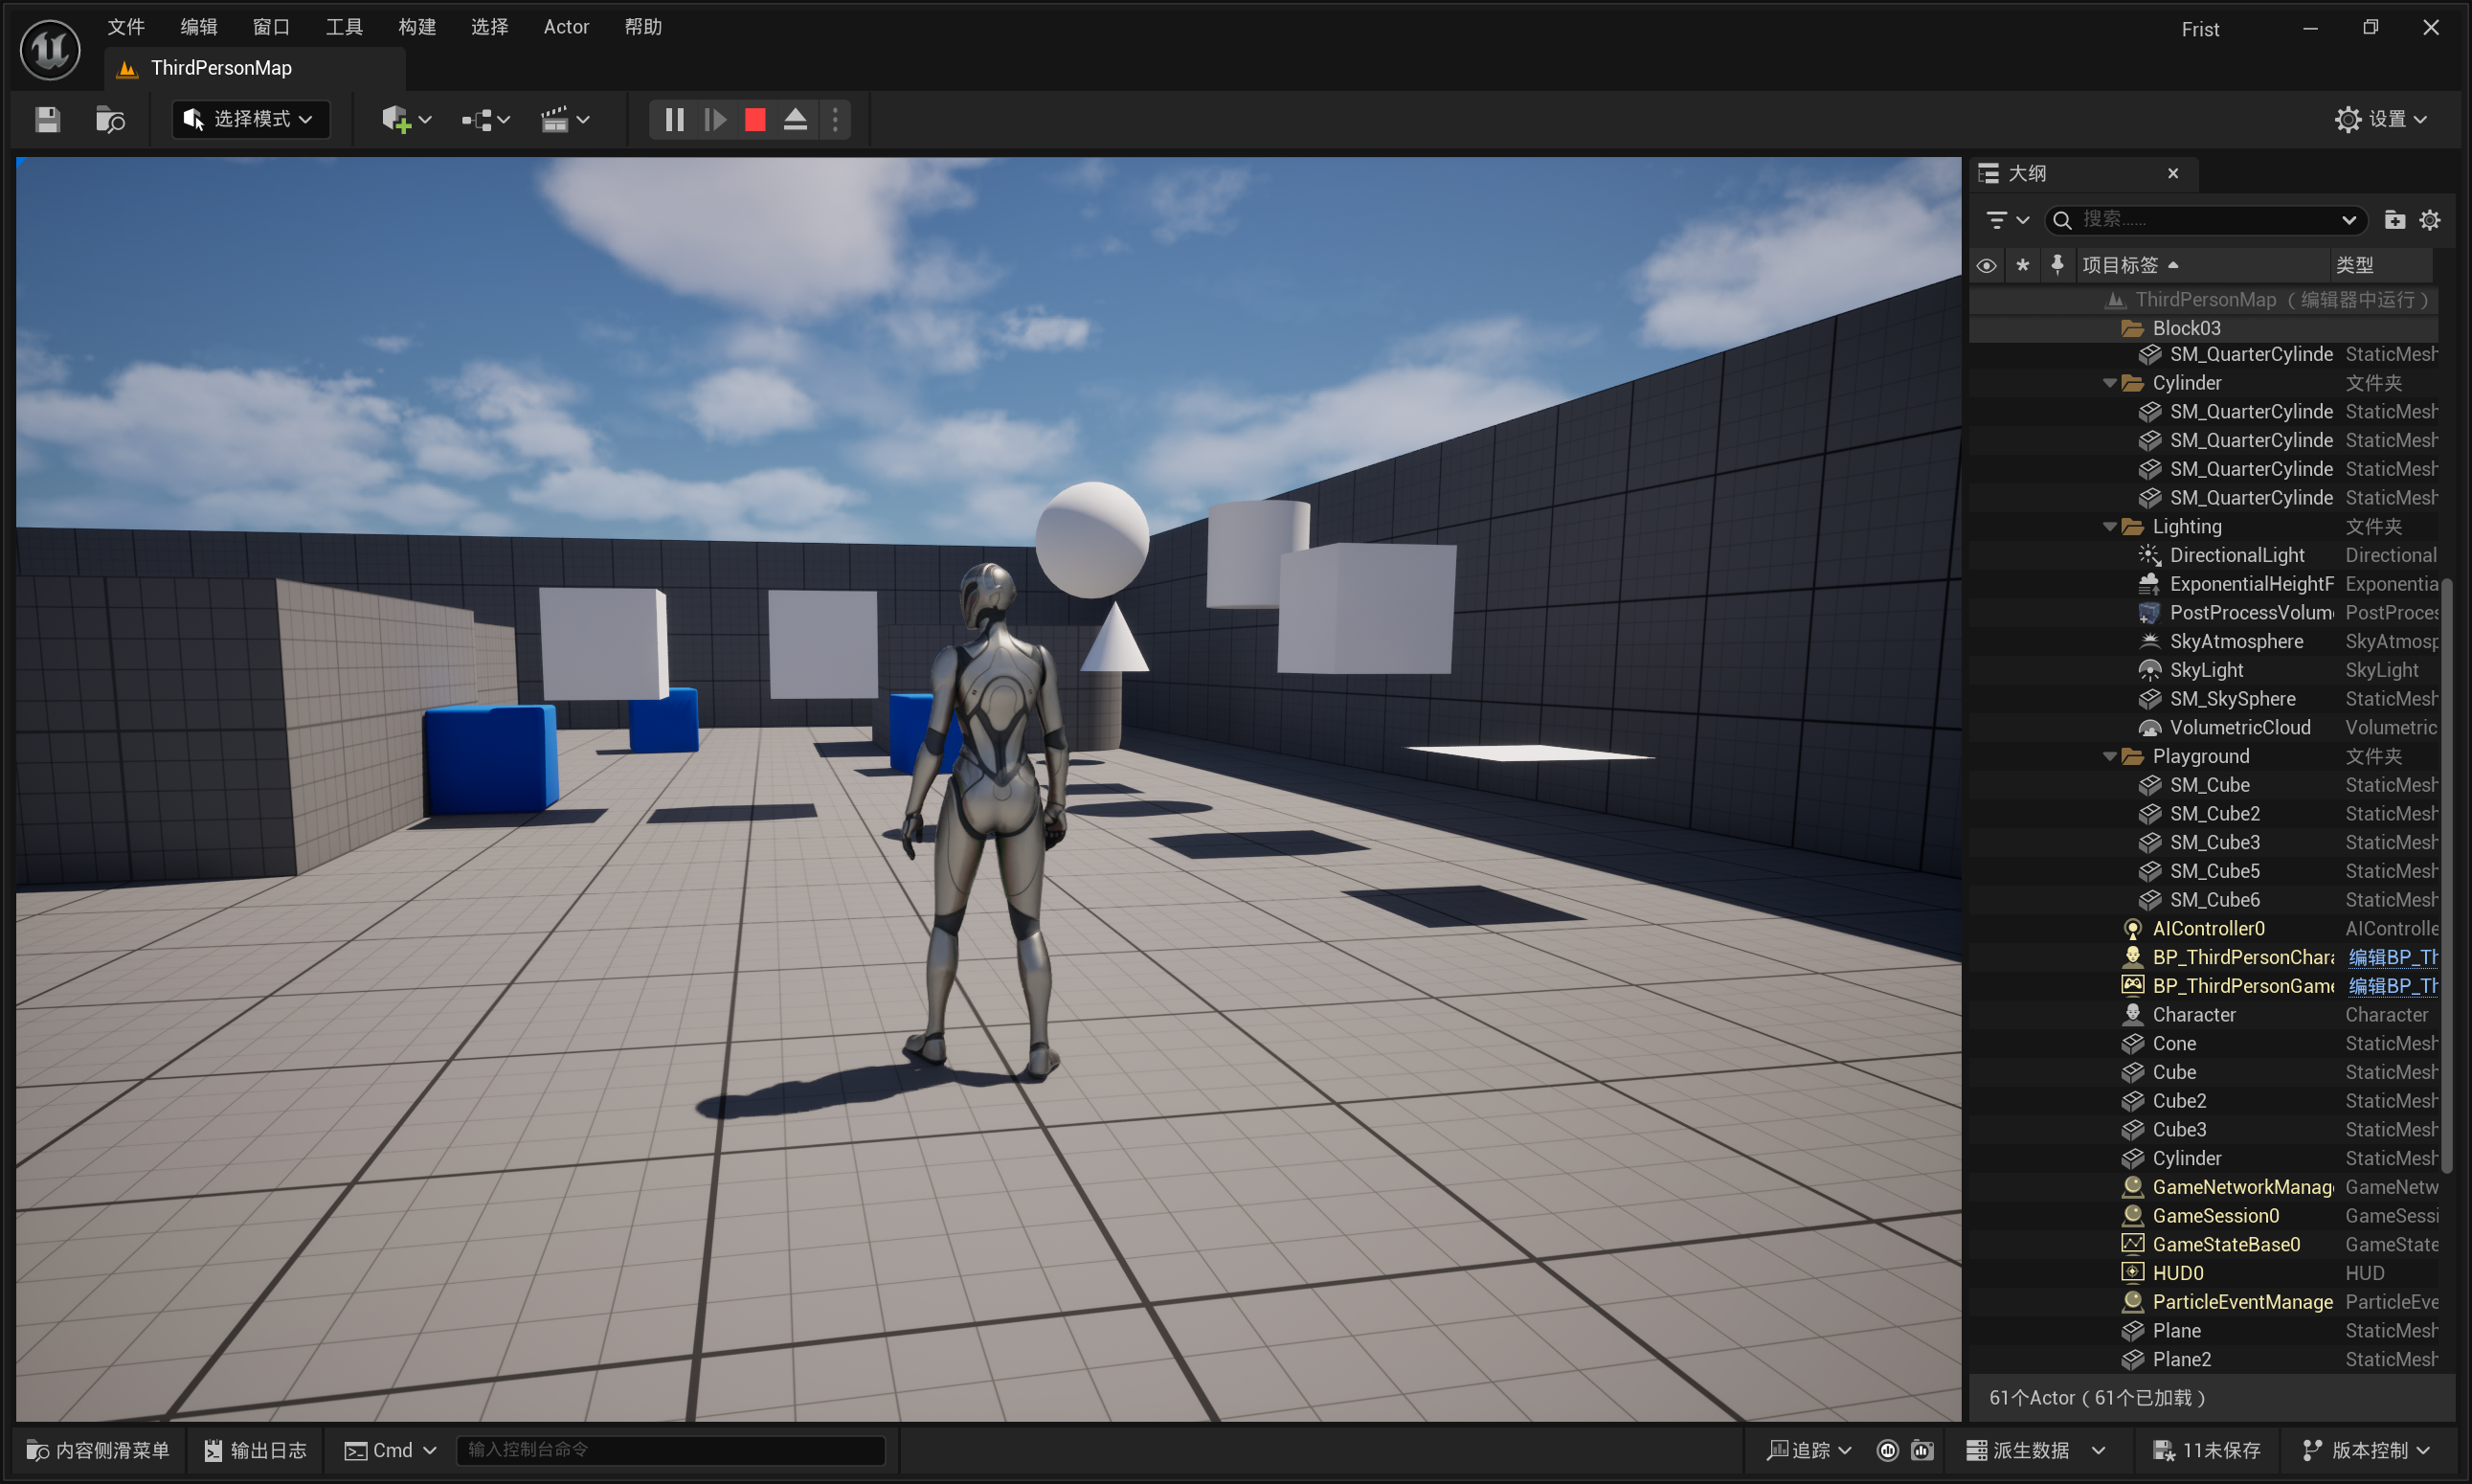 文件 编辑 窗口 工具 构建 选择 Actor 帮助 Frist
ThirdPersonMap
选择模式 设置
大纲
搜索......
项目标签 类型
ThirdPersonMap（编辑器中运行）
Block03
SM_QuarterCylinde StaticMesh
Cylinder 文件夹
SM_QuarterCylinde StaticMesh
SM_QuarterCylinde StaticMesh
SM_QuarterCylinde StaticMesh
SM_QuarterCylinde StaticMesh
Lighting 文件夹
DirectionalLight Directional
ExponentialHeightF Exponentia
PostProcessVolum PostProces
SkyAtmosphere SkyAtmosp
SkyLight SkyLight
SM_SkySphere StaticMesh
VolumetricCloud Volumetric
Playground 文件夹
SM_Cube StaticMesh
SM_Cube2 StaticMesh
SM_Cube3 StaticMesh
SM_Cube5 StaticMesh
SM_Cube6 StaticMesh
AIController0 AIControlle
BP_ThirdPersonChara 编辑BP_Th
BP_ThirdPersonGame 编辑BP_Th
Character Character
Cone StaticMesh
Cube StaticMesh
Cube2 StaticMesh
Cube3 StaticMesh
Cylinder StaticMesh
GameNetworkManag GameNetw
GameSession0 GameSessi
GameStateBase0 GameState
HUD0 HUD
ParticleEventManage ParticleEve
Plane StaticMesh
Plane2 StaticMesh
61个Actor（61个已加载）
内容侧滑菜单 输出日志 Cmd 输入控制台命令 追踪 派生数据 11未保存 版本控制